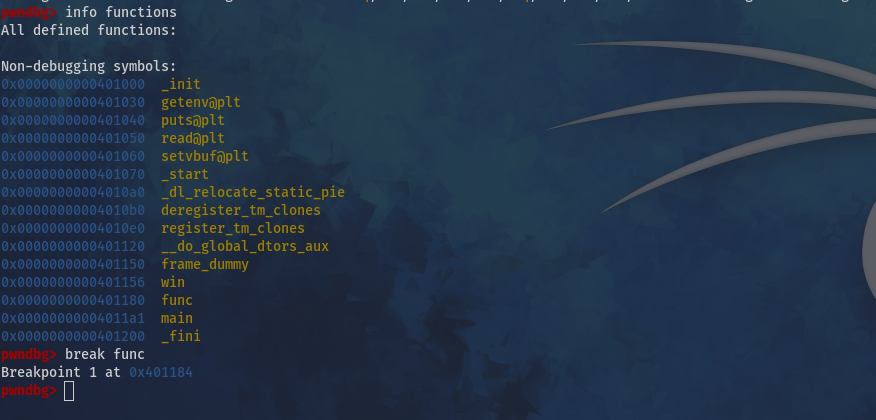 pwndbg> info functions
All defined functions:
Non-debugging symbols:
0x0000000000401000  _init
0x0000000000401030  getenv@plt
0x0000000000401040  puts@plt
0x0000000000401050  read@plt
0x0000000000401060  setvbuf@plt
0x0000000000401070  _start
0x00000000004010a0  _dl_relocate_static_pie
0x00000000004010b0  deregister_tm_clones
0x00000000004010e0  register_tm_clones
0x0000000000401120  __do_global_dtors_aux
0x0000000000401150  frame_dummy
0x0000000000401156  win
0x0000000000401180  func
0x00000000004011a1  main
0x0000000000401200  _fini
pwndbg> break func
Breakpoint 1 at 0x401184
pwndbg>